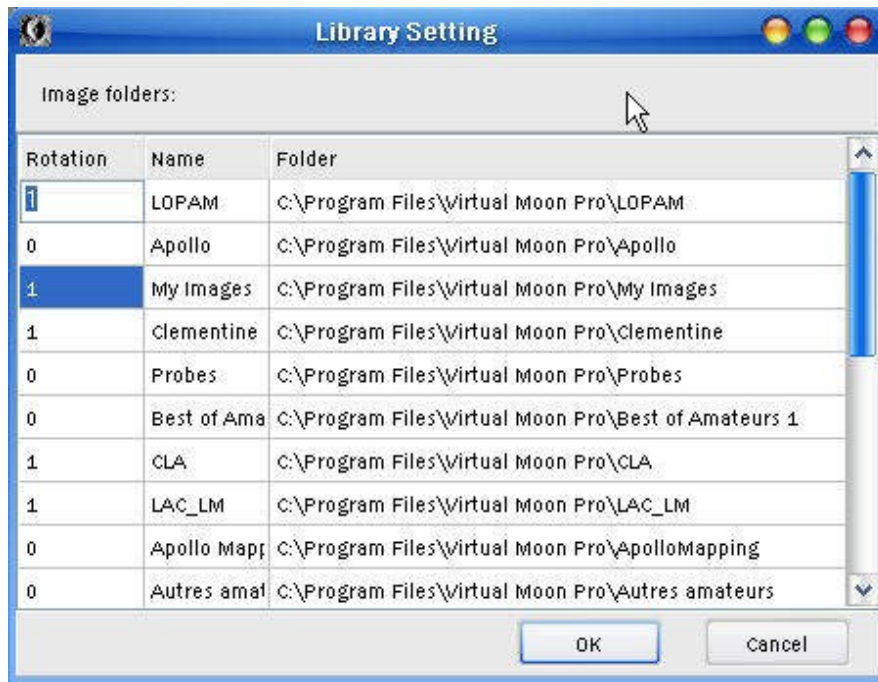 Library Setting
Image folders:
Rotation Name Folder
1 LOPAM C:\Program Files\Virtual Moon Pro\LOPAM
0 Apollo C:\Program Files\Virtual Moon Pro\Apollo
1 My Images C:\Program Files\Virtual Moon Pro\My Images
1 Clementine C:\Program Files\Virtual Moon Pro\Clementine
0 Probes C:\Program Files\Virtual Moon Pro\Probes
0 Best of Ama C:\Program Files\Virtual Moon Pro\Best of Amateurs 1
1 CLA C:\Program Files\Virtual Moon Pro\CLA
1 LAC_LM C:\Program Files\Virtual Moon Pro\LAC_LM
0 Apollo Mapp C:\Program Files\Virtual Moon Pro\ApolloMapping
0 Autres amat C:\Program Files\Virtual Moon Pro\Autres amateurs
OK Cancel